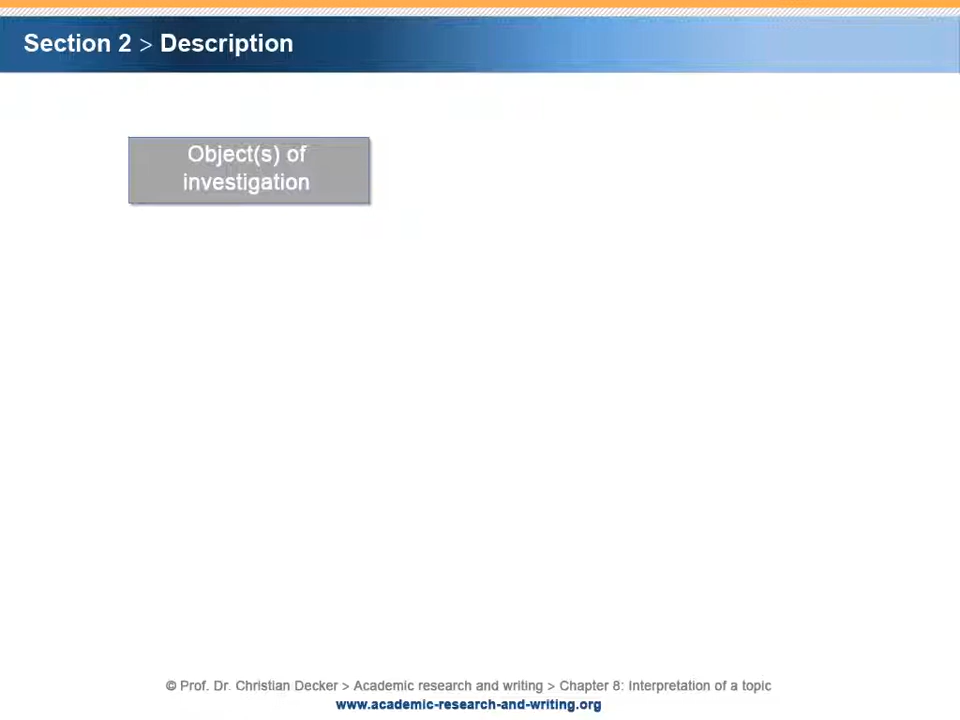 Section 2 > Description
Object(s) of
investigation
© Prof. Dr. Christian Decker > Academic research and writing > Chapter 8: Interpretation of a topic
www.academic-research-and-writing.org